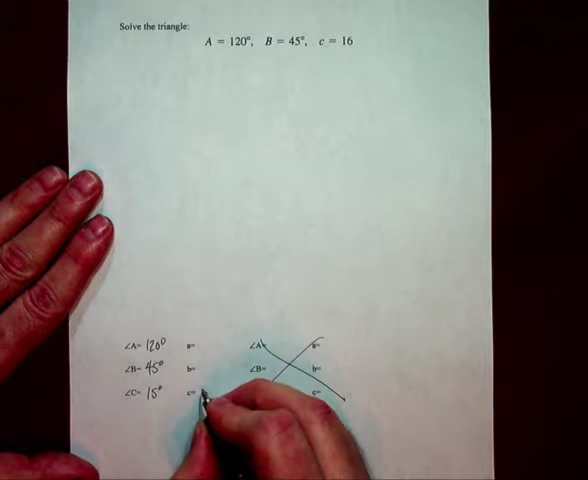 Solve the triangle:
A = 120°, B = 45°, c = 16
∠A= 120° a= ∠A= a=
∠B= 45° b= ∠B= b=
∠C= 15° c= c=